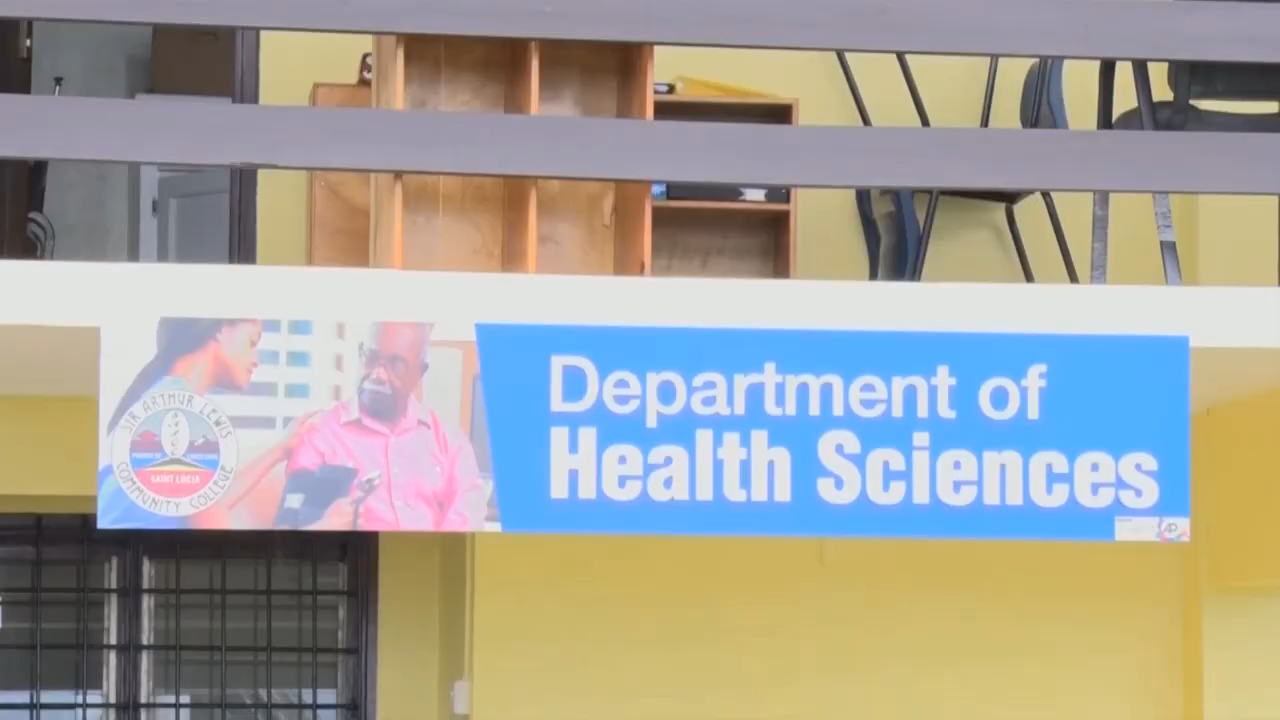 Department of
Health Sciences
SIR ARTHUR LEWIS
SAINT LUCIA
COMMUNITY COLLEGE